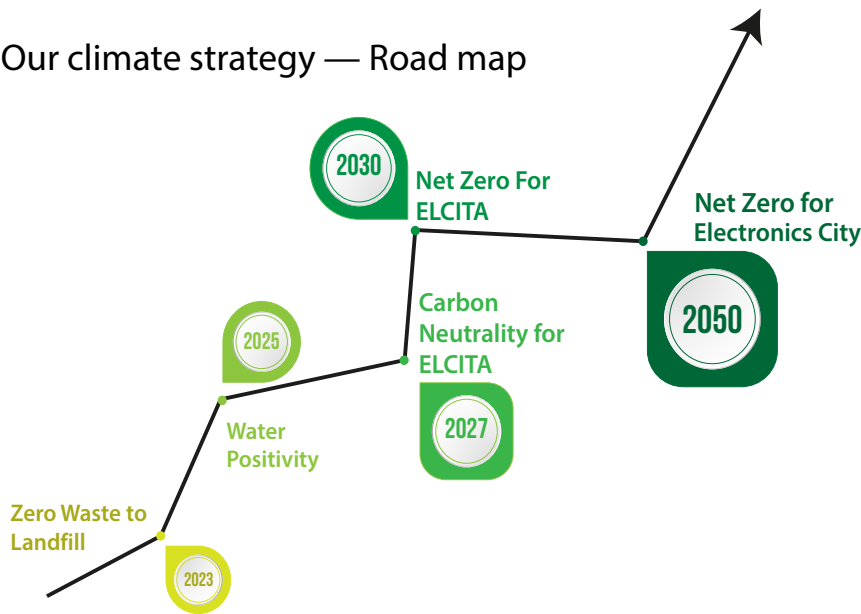 Our climate strategy — Road map
2030
Net Zero For
ELCITA
Net Zero for
Electronics City
2050
Carbon
Neutrality for
ELCITA
2027
2025
Water
Positivity
Zero Waste to
Landfill
2023